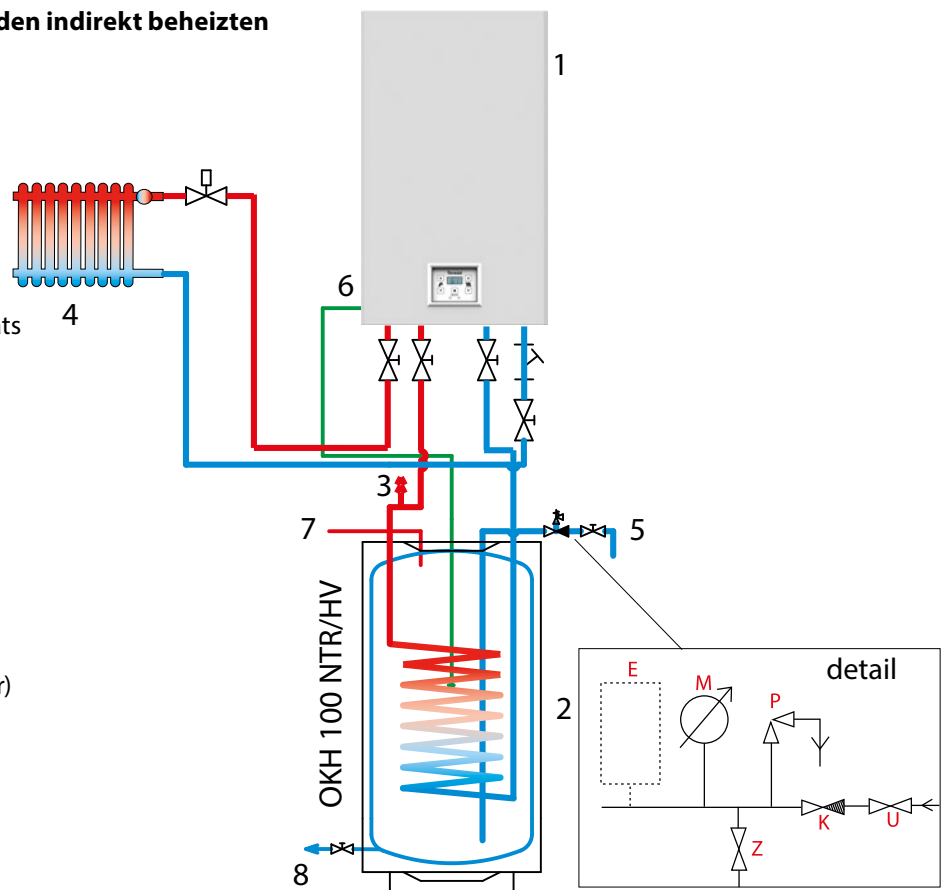 den indirekt beheizten
1
6
4
ts
3
7
5
OKH 100 NTR/HV
r)
2
detail
E
M
P
K
U
Z
8